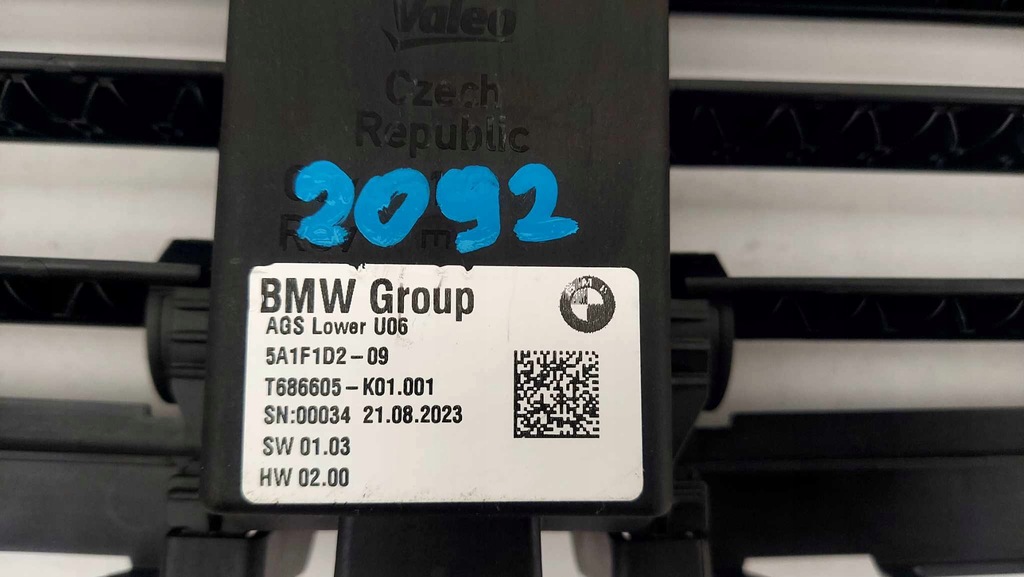 Valeo
Czech
Republic
2092
BMW Group
AGS Lower U06
5A1F1D2-09
T686605-K01.001
SN:00034 21.08.2023
SW 01.03
HW 02.00